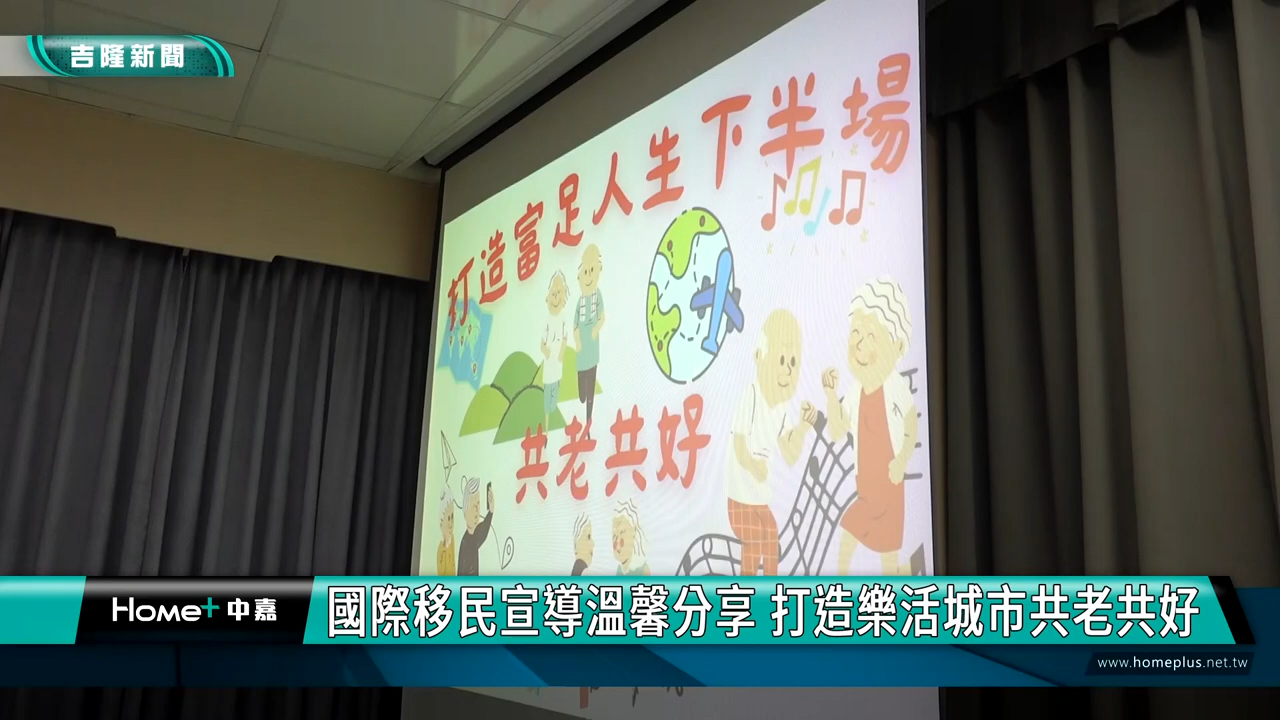 吉隆新聞
打造富足人生下半場
共老共好
Home+ 中嘉
國際移民宣導溫馨分享 打造樂活城市共老共好
www.homeplus.net.tw